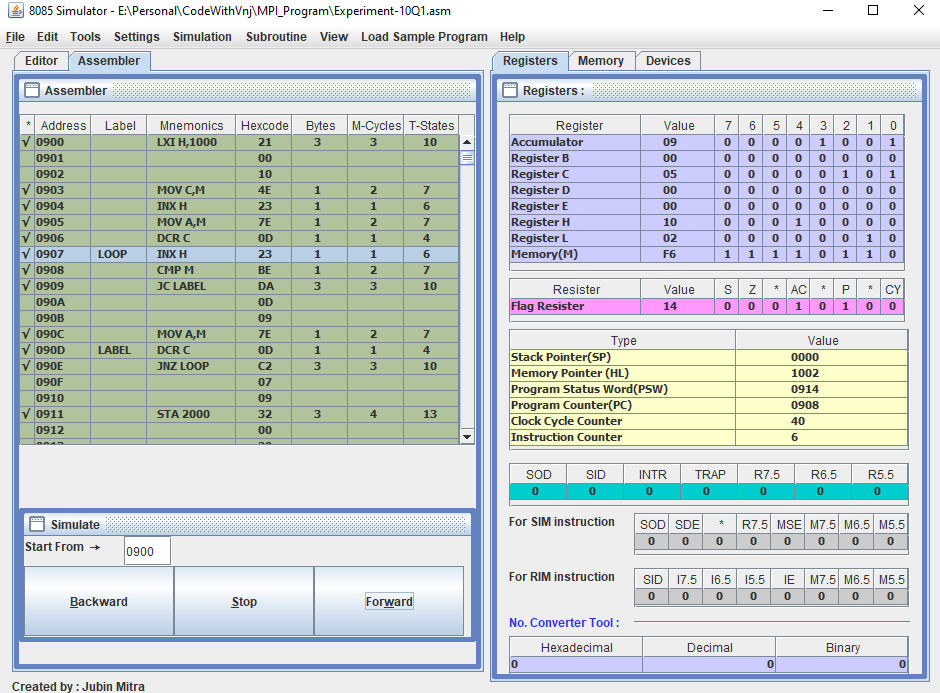 8085 Simulator - E:\Personal\CodeWithVnj\MPI_Program\Experiment-10Q1.asm
File Edit Tools Settings Simulation Subroutine View Load Sample Program Help
Editor Assembler
Assembler
* Address Label Mnemonics Hexcode Bytes M-Cycles T-States
√ 0900 LXI H,1000 21 3 3 10
0901 00
0902 10
√ 0903 MOV C,M 4E 1 2 7
√ 0904 INX H 23 1 1 6
√ 0905 MOV A,M 7E 1 2 7
√ 0906 DCR C 0D 1 1 4
√ 0907 LOOP INX H 23 1 1 6
√ 0908 CMP M BE 1 2 7
√ 0909 JC LABEL DA 3 3 10
090A 0D
090B 09
√ 090C MOV A,M 7E 1 2 7
√ 090D LABEL DCR C 0D 1 1 4
√ 090E JNZ LOOP C2 3 3 10
090F 07
0910 09
√ 0911 STA 2000 32 3 4 13
0912 00
Simulate
Start From → 0900
Backward Stop Forward
Created by : Jubin Mitra
Registers Memory Devices
Registers :
Register Value 7 6 5 4 3 2 1 0
Accumulator 09 0 0 0 0 1 0 0 1
Register B 00 0 0 0 0 0 0 0 0
Register C 05 0 0 0 0 0 1 0 1
Register D 00 0 0 0 0 0 0 0 0
Register E 00 0 0 0 0 0 0 0 0
Register H 10 0 0 0 1 0 0 0 0
Register L 02 0 0 0 0 0 0 1 0
Memory(M) F6 1 1 1 1 0 1 1 0
Resister Value S Z * AC * P * CY
Flag Resister 14 0 0 0 1 0 1 0 0
Type Value
Stack Pointer(SP) 0000
Memory Pointer (HL) 1002
Program Status Word(PSW) 0914
Program Counter(PC) 0908
Clock Cycle Counter 40
Instruction Counter 6
SOD SID INTR TRAP R7.5 R6.5 R5.5
0 0 0 0 0 0 0
For SIM instruction
SOD SDE * R7.5 MSE M7.5 M6.5 M5.5
0 0 0 0 0 0 0 0
For RIM instruction
SID I7.5 I6.5 I5.5 IE M7.5 M6.5 M5.5
0 0 0 0 0 0 0 0
No. Converter Tool :
Hexadecimal Decimal Binary
0 0 0